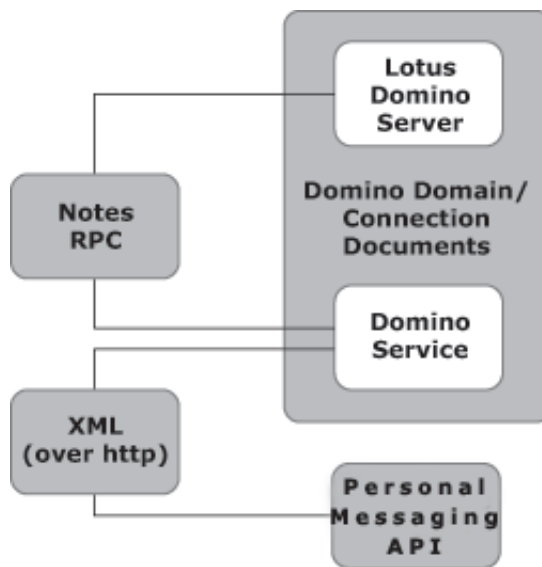 Lotus
Domino
Server
Notes
RPC
Domino Domain/
Connection
Documents
Domino
Service
XML
(over http)
Personal
Messaging
API